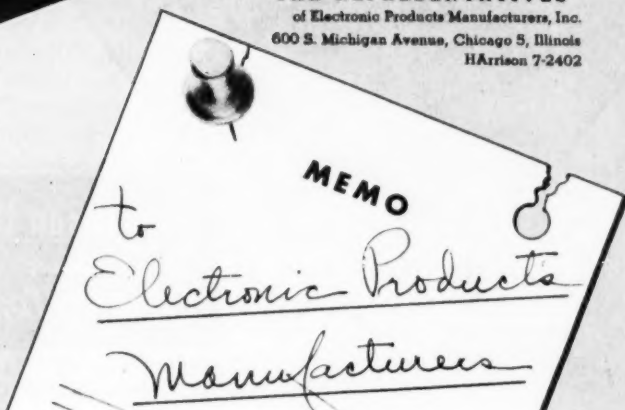 of Electronic Products Manufacturers, Inc.
600 S. Michigan Avenue, Chicago 5, Illinois
HArrison 7-2402
MEMO
to
Electronic Products
Manufacturers